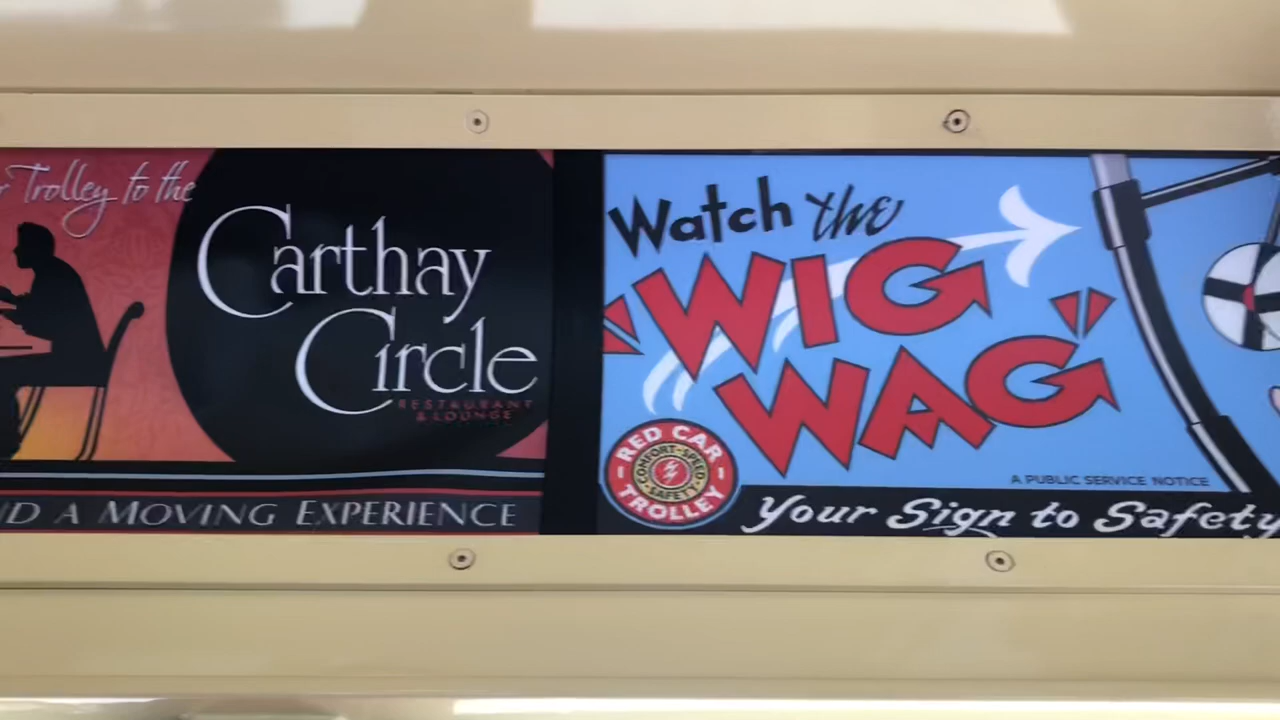 Trolley to the
Carthay
Circle
RESTAURANT
& LOUNGE
A MOVING EXPERIENCE
Watch the
"WIG
WAG"
RED CAR
TROLLEY
COMFORT-SPEED
-SAFETY-
A PUBLIC SERVICE NOTICE
Your Sign to Safety